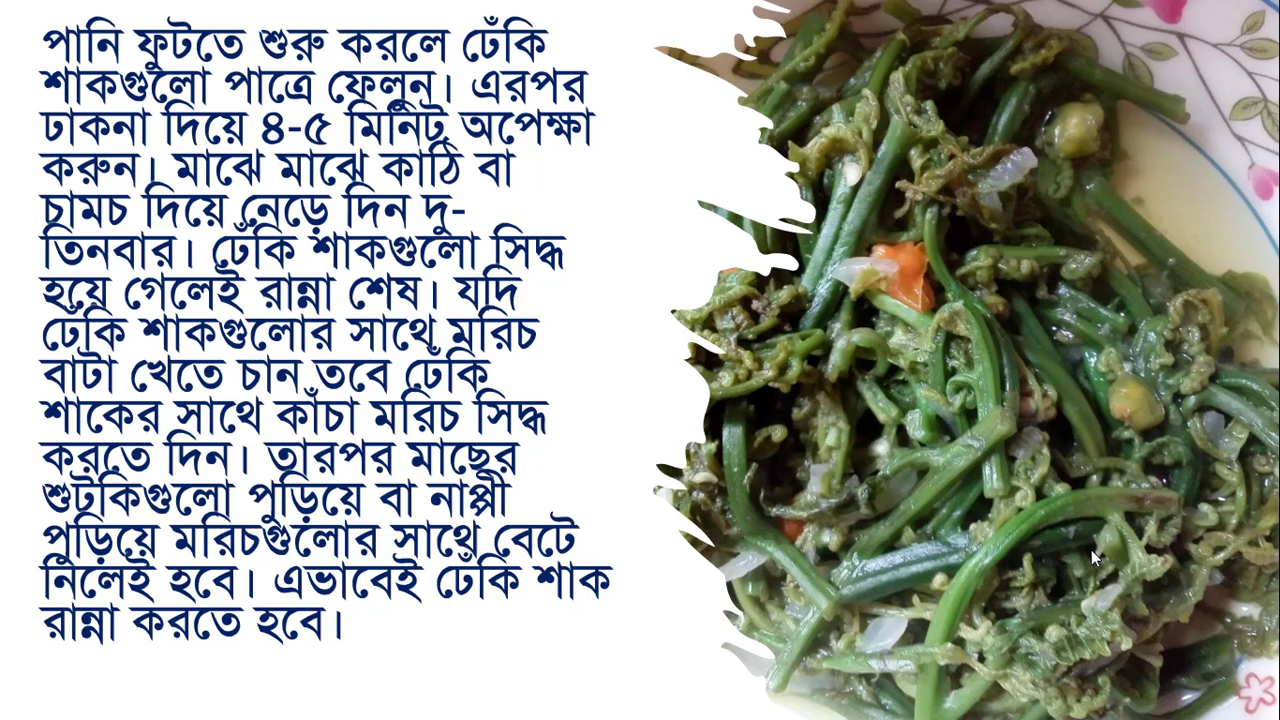 পানি ফুটতে শুরু করলে ঢেঁকি
শাকগুলো পাত্রে ফেলুন। এরপর
ঢাকনা দিয়ে ৪-৫ মিনিট অপেক্ষা
করুন। মাঝে মাঝে কাঠি বা
চামচ দিয়ে নেড়ে দিন দু-
তিনবার। ঢেঁকি শাকগুলো সিদ্ধ
হয়ে গেলেই রান্না শেষ। যদি
ঢেঁকি শাকগুলোর সাথে মরিচ
বাটা খেতে চান তবে ঢেঁকি
শাকের সাথে কাঁচা মরিচ সিদ্ধ
করতে দিন। তারপর মাছের
শুটকিগুলো পুড়িয়ে বা নাপ্পী
পুড়িয়ে মরিচগুলোর সাথে বেটে
নিলেই হবে। এভাবেই ঢেঁকি শাক
রান্না করতে হবে।